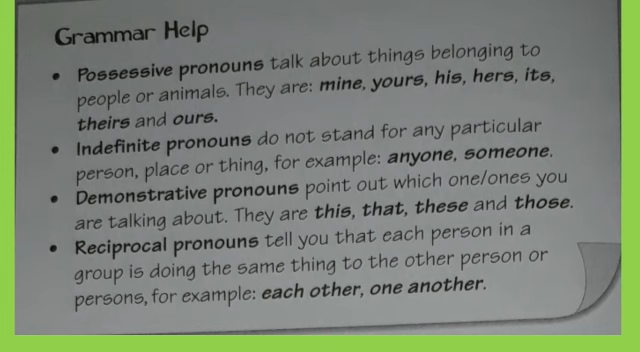 Grammar Help
• Possessive pronouns talk about things belonging to
people or animals. They are: mine, yours, his, hers, its,
theirs and ours.
• Indefinite pronouns do not stand for any particular
person, place or thing, for example: anyone, someone.
• Demonstrative pronouns point out which one/ones you
are talking about. They are this, that, these and those.
• Reciprocal pronouns tell you that each person in a
group is doing the same thing to the other person or
persons, for example: each other, one another.